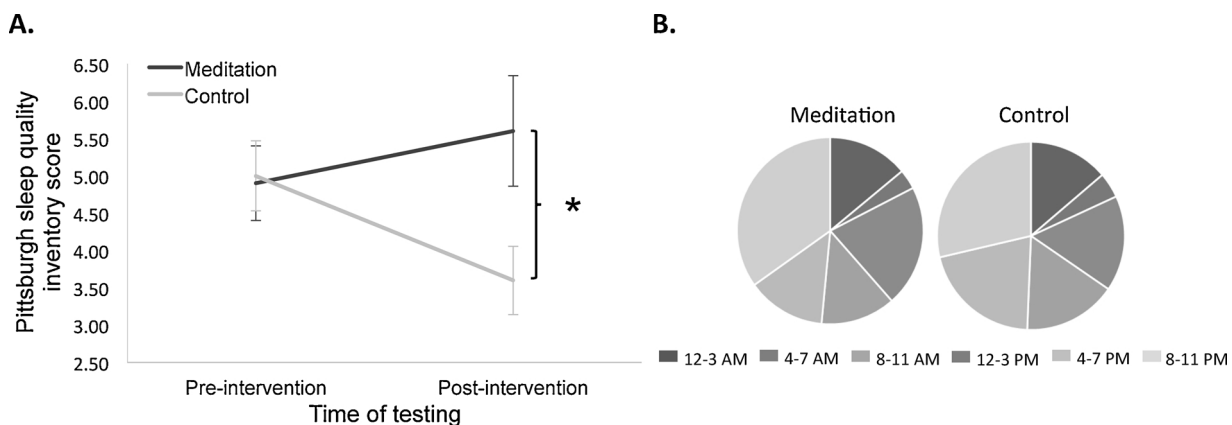 A.
6.50
6.00
5.50
5.00
4.50
4.00
3.50
3.00
2.50
Pittsburgh sleep quality
inventory score
Meditation
Control
*
Pre-intervention
Post-intervention
Time of testing
B.
Meditation
Control
12-3 AM
4-7 AM
8-11 AM
12-3 PM
4-7 PM
8-11 PM